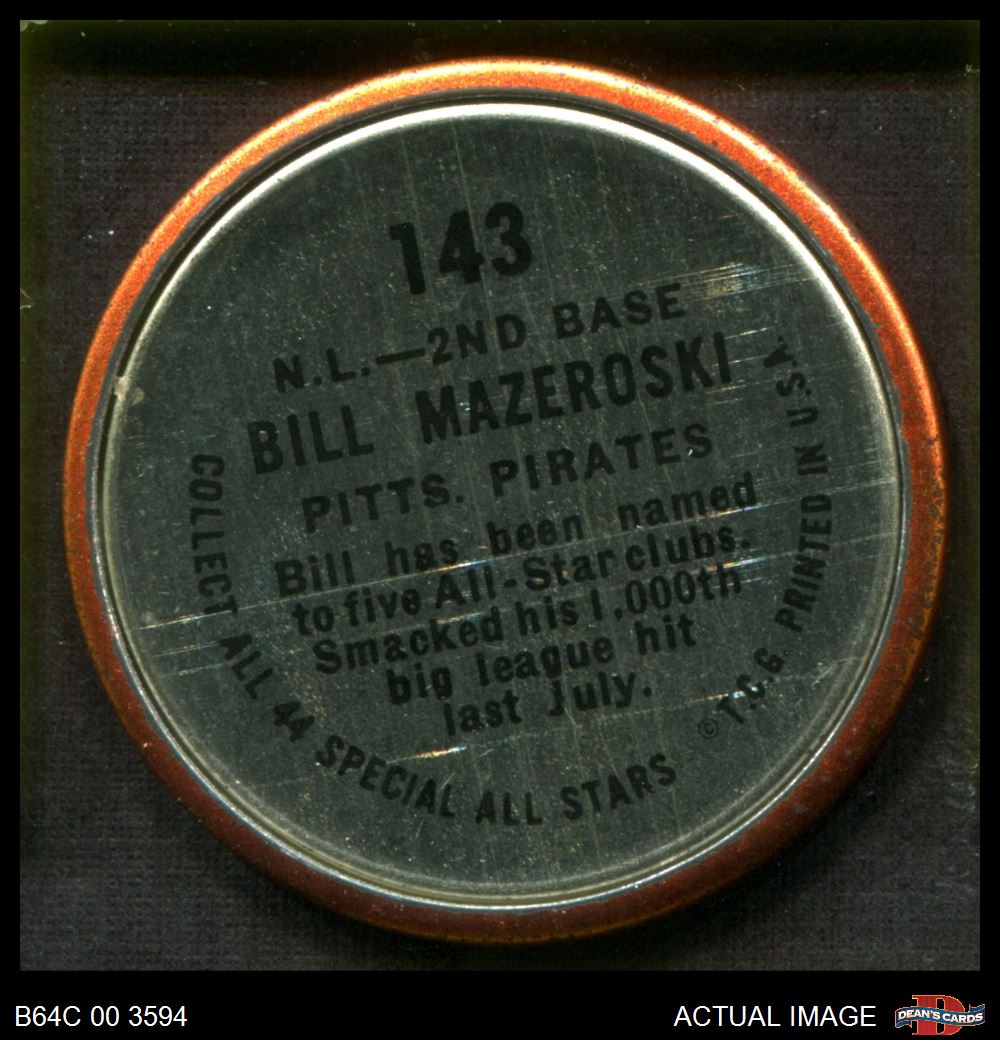 143
N.L.—2ND BASE
BILL MAZEROSKI
PITTS. PIRATES
Bill has been named
to five All-Star clubs.
Smacked his 1,000th
big league hit
last July.
COLLECT ALL 44 SPECIAL ALL STARS
© T.C.G. PRINTED IN U.S.A.
B64C 00 3594
ACTUAL IMAGE
D
DEAN'S CARDS